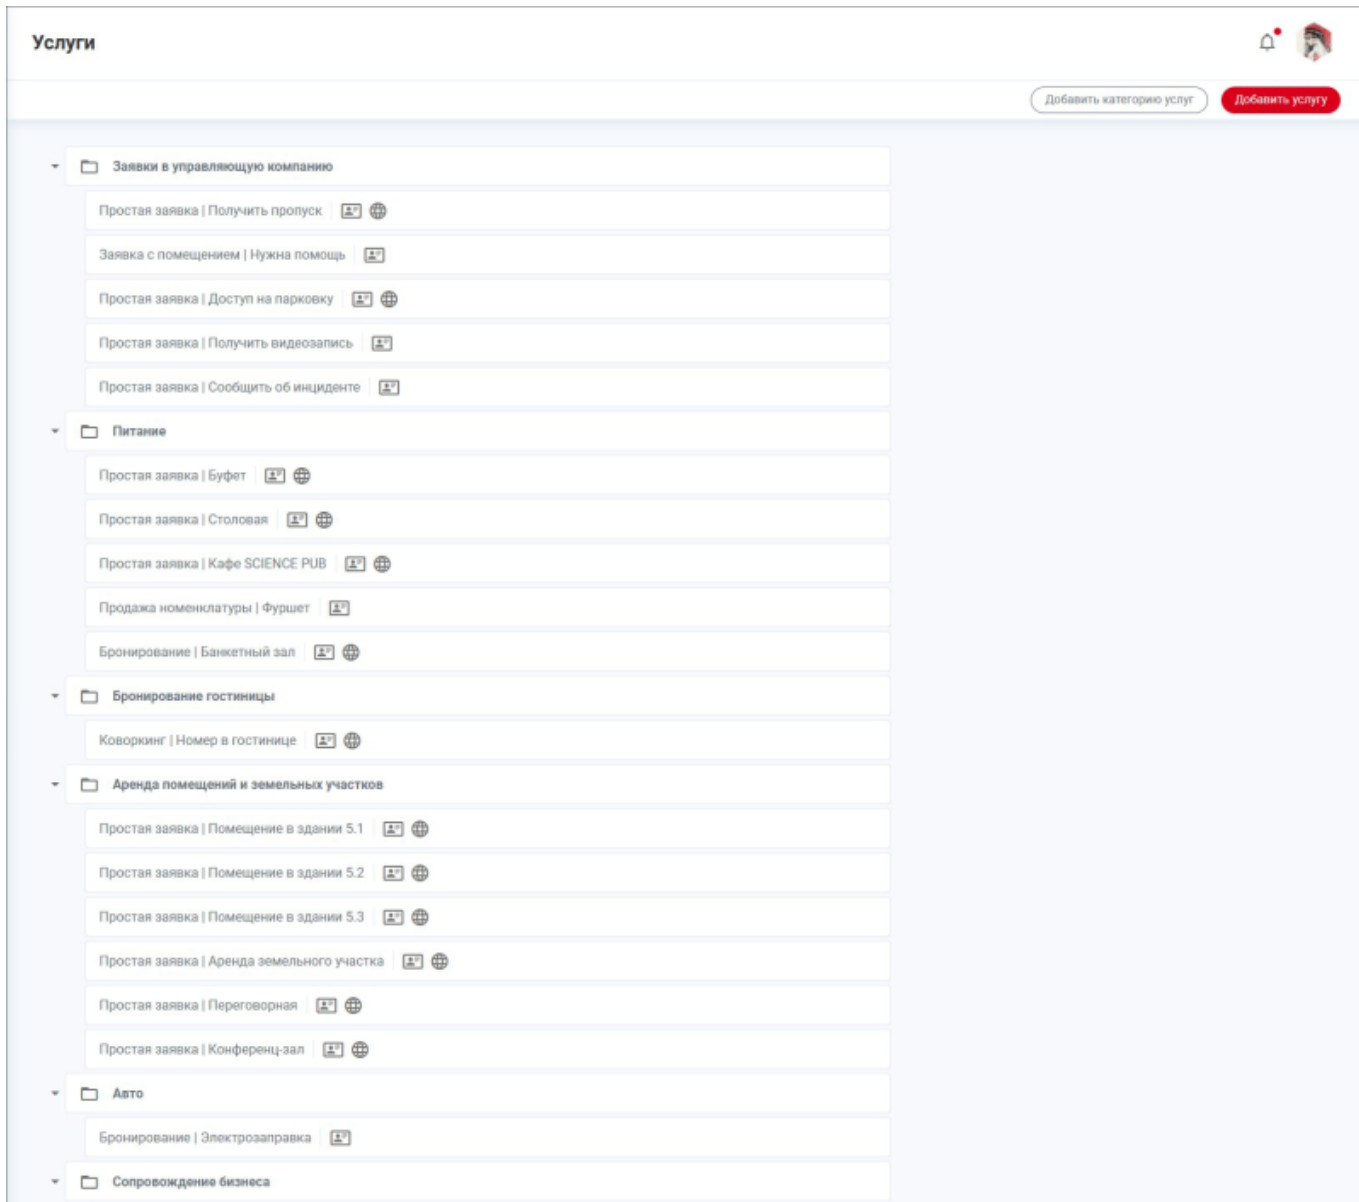 Услуги
Добавить категорию услуг Добавить услугу
Заявки в управляющую компанию
Простая заявка | Получить пропуск
Заявка с помещением | Нужна помощь
Простая заявка | Доступ на парковку
Простая заявка | Получить видеозапись
Простая заявка | Сообщить об инциденте
Питание
Простая заявка | Буфет
Простая заявка | Столовая
Простая заявка | Кафе SCIENCE PUB
Продажа номенклатуры | Фуршет
Бронирование | Банкетный зал
Бронирование гостиницы
Коворкинг | Номер в гостинице
Аренда помещений и земельных участков
Простая заявка | Помещение в здании 5.1
Простая заявка | Помещение в здании 5.2
Простая заявка | Помещение в здании 5.3
Простая заявка | Аренда земельного участка
Простая заявка | Переговорная
Простая заявка | Конференц-зал
Авто
Бронирование | Электрозаправка
Сопровождение бизнеса